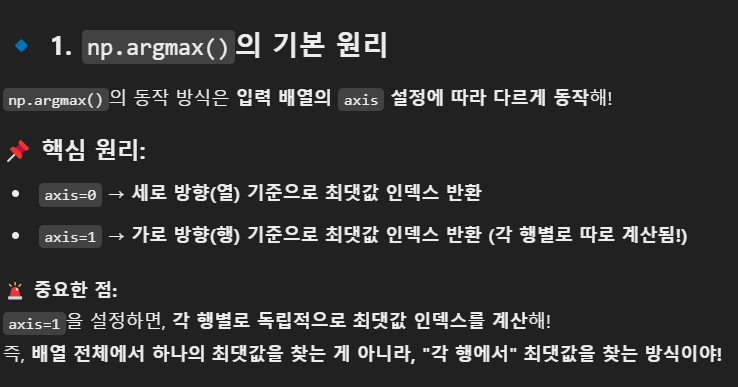 🔹 1. np.argmax()의 기본 원리
np.argmax()의 동작 방식은 입력 배열의 axis 설정에 따라 다르게 동작해!
📌 핵심 원리:
• axis=0 → 세로 방향(열) 기준으로 최댓값 인덱스 반환
• axis=1 → 가로 방향(행) 기준으로 최댓값 인덱스 반환 (각 행별로 따로 계산됨!)
🚨 중요한 점:
axis=1을 설정하면, 각 행별로 독립적으로 최댓값 인덱스를 계산해!
즉, 배열 전체에서 하나의 최댓값을 찾는 게 아니라, "각 행에서" 최댓값을 찾는 방식이야!